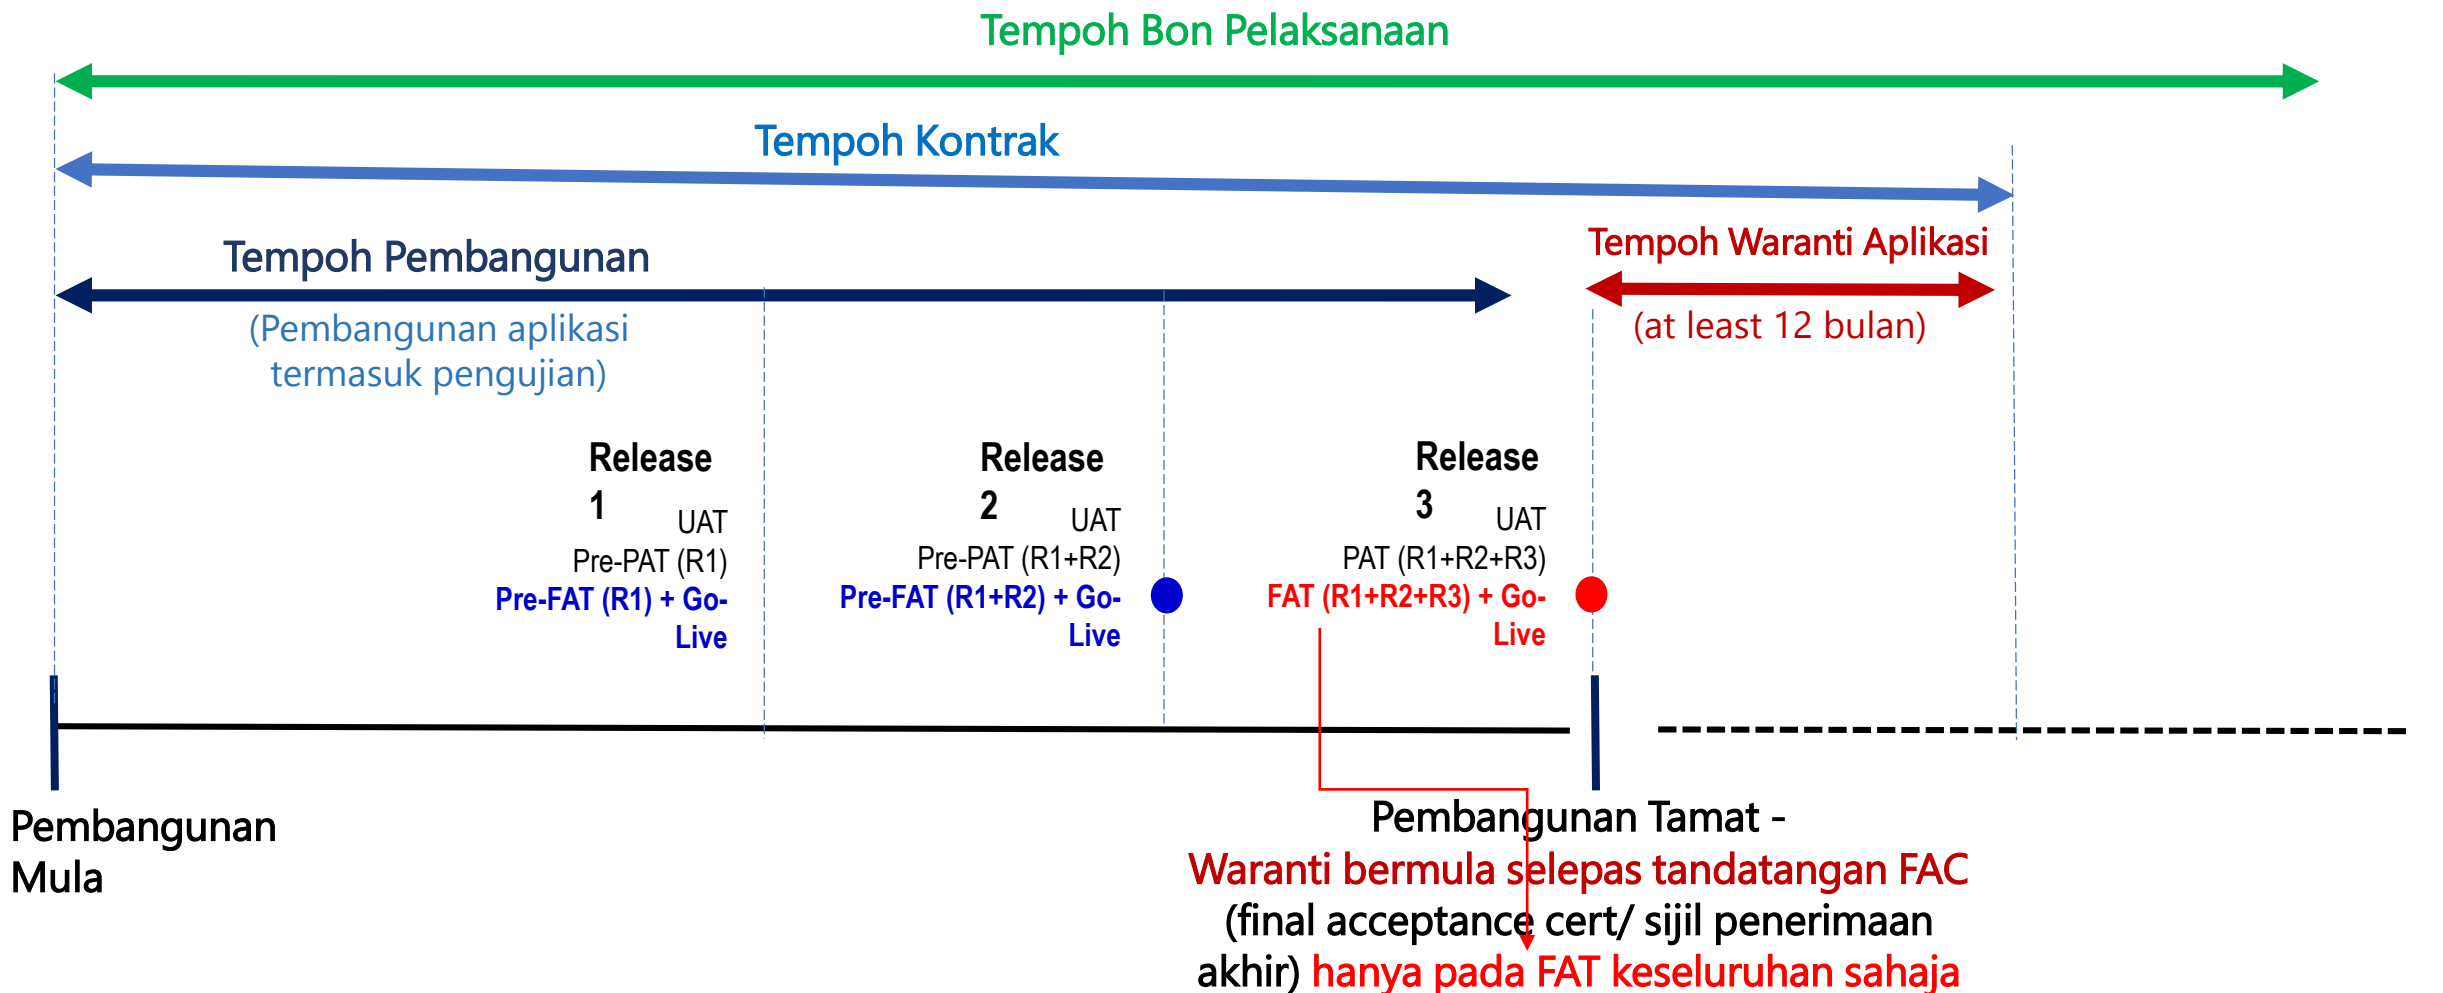 Tempoh Bon Pelaksanaan
Tempoh Kontrak
Tempoh Pembangunan
(Pembangunan aplikasi
termasuk pengujian)
Tempoh Waranti Aplikasi
(at least 12 bulan)
Release
1
UAT
Pre-PAT (R1)
Pre-FAT (R1) + Go-
Live
Release
2
UAT
Pre-PAT (R1+R2)
Pre-FAT (R1+R2) + Go-
Live
Release
3
UAT
PAT (R1+R2+R3)
FAT (R1+R2+R3) + Go-
Live
Pembangunan
Mula
Pembangunan Tamat -
Waranti bermula selepas tandatangan FAC
(final acceptance cert/ sijil penerimaan
akhir) hanya pada FAT keseluruhan sahaja